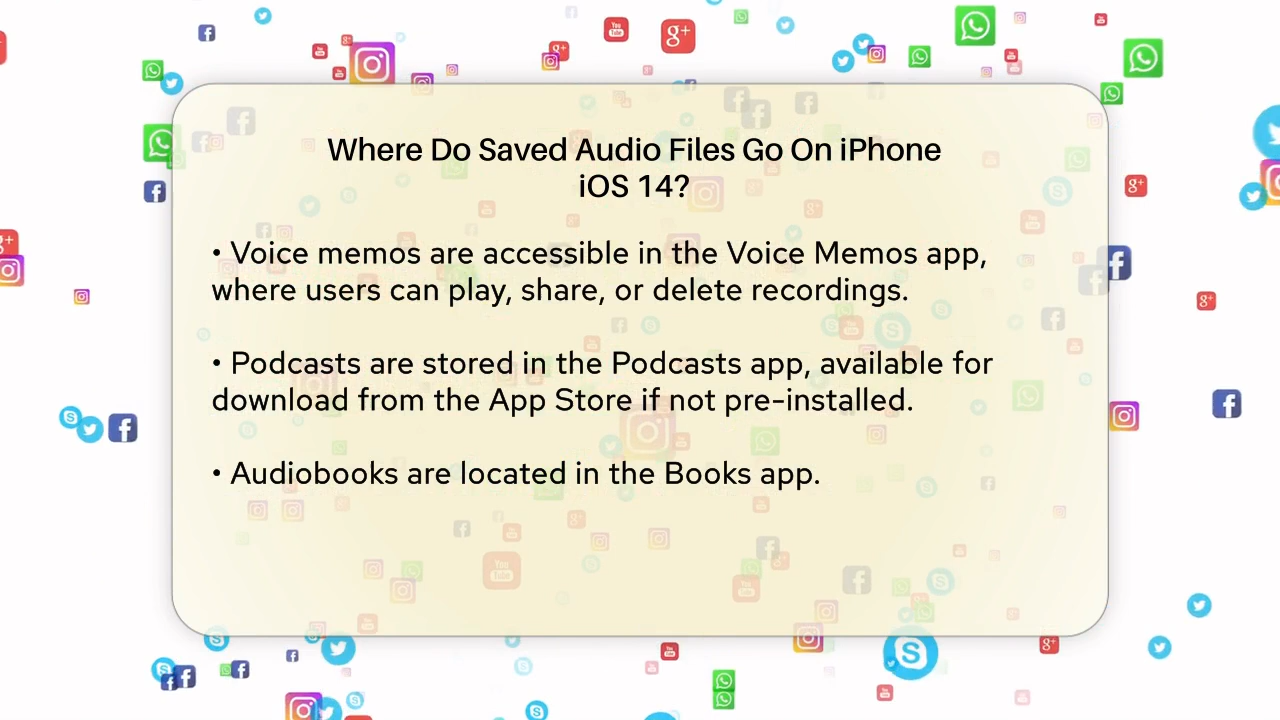 Where Do Saved Audio Files Go On iPhone
iOS 14?
• Voice memos are accessible in the Voice Memos app,
where users can play, share, or delete recordings.
• Podcasts are stored in the Podcasts app, available for
download from the App Store if not pre-installed.
• Audiobooks are located in the Books app.